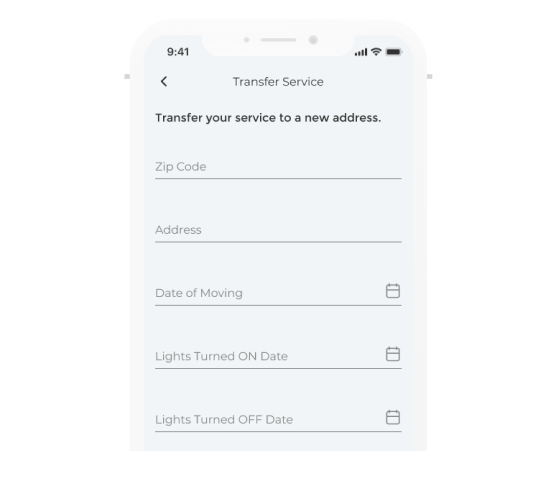 9:41
Transfer Service
Transfer your service to a new address.
Zip Code
Address
Date of Moving
Lights Turned ON Date
Lights Turned OFF Date